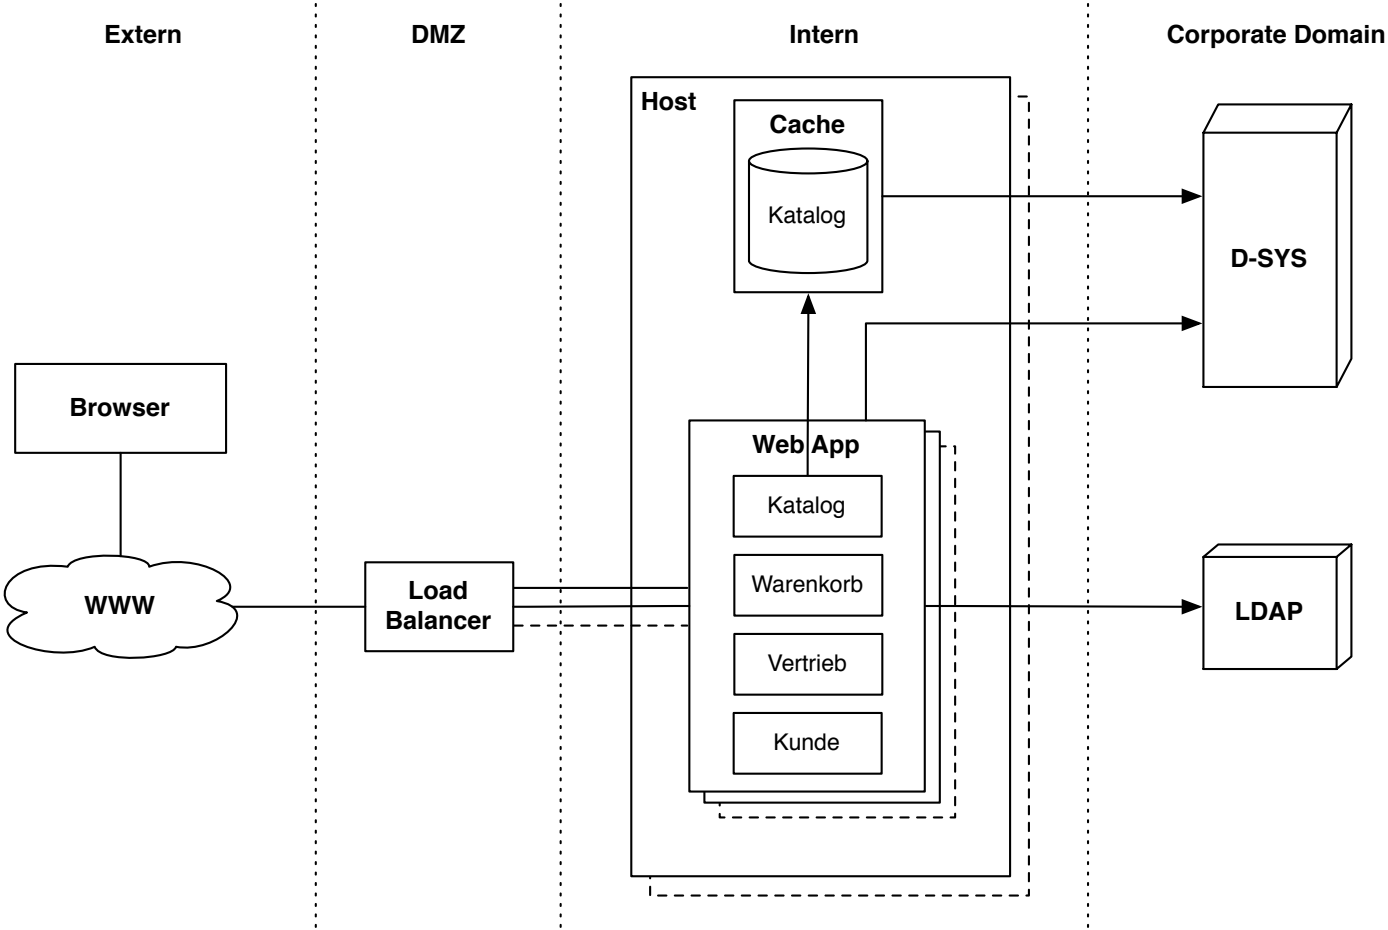 Extern
DMZ
Intern
Corporate Domain
Host
Cache
Katalog
D-SYS
Browser
Web App
Katalog
Warenkorb
Vertrieb
Kunde
WWW
Load
Balancer
LDAP